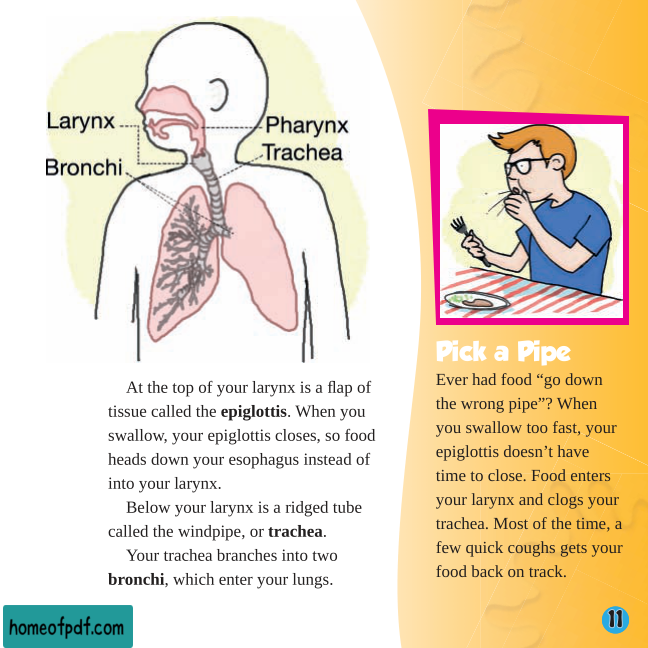 Larynx
Pharynx
Trachea
Bronchi
At the top of your larynx is a flap of
tissue called the epiglottis. When you
swallow, your epiglottis closes, so food
heads down your esophagus instead of
into your larynx.
Below your larynx is a ridged tube
called the windpipe, or trachea.
Your trachea branches into two
bronchi, which enter your lungs.
Pick a Pipe
Ever had food “go down
the wrong pipe”? When
you swallow too fast, your
epiglottis doesn’t have
time to close. Food enters
your larynx and clogs your
trachea. Most of the time, a
few quick coughs gets your
food back on track.
11
homeofpdf.com